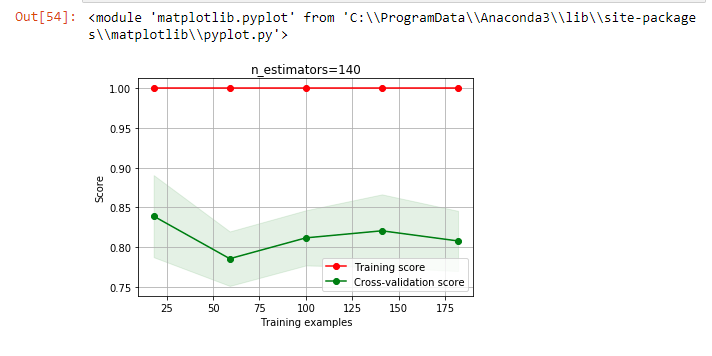 Out[54]: <module 'matplotlib.pyplot' from 'C:\\ProgramData\\Anaconda3\\lib\\site-package
s\\matplotlib\\pyplot.py'>
n_estimators=140
1.00
0.95
0.90
0.85
0.80
0.75
Score
Training score
Cross-validation score
25 50 75 100 125 150 175
Training examples